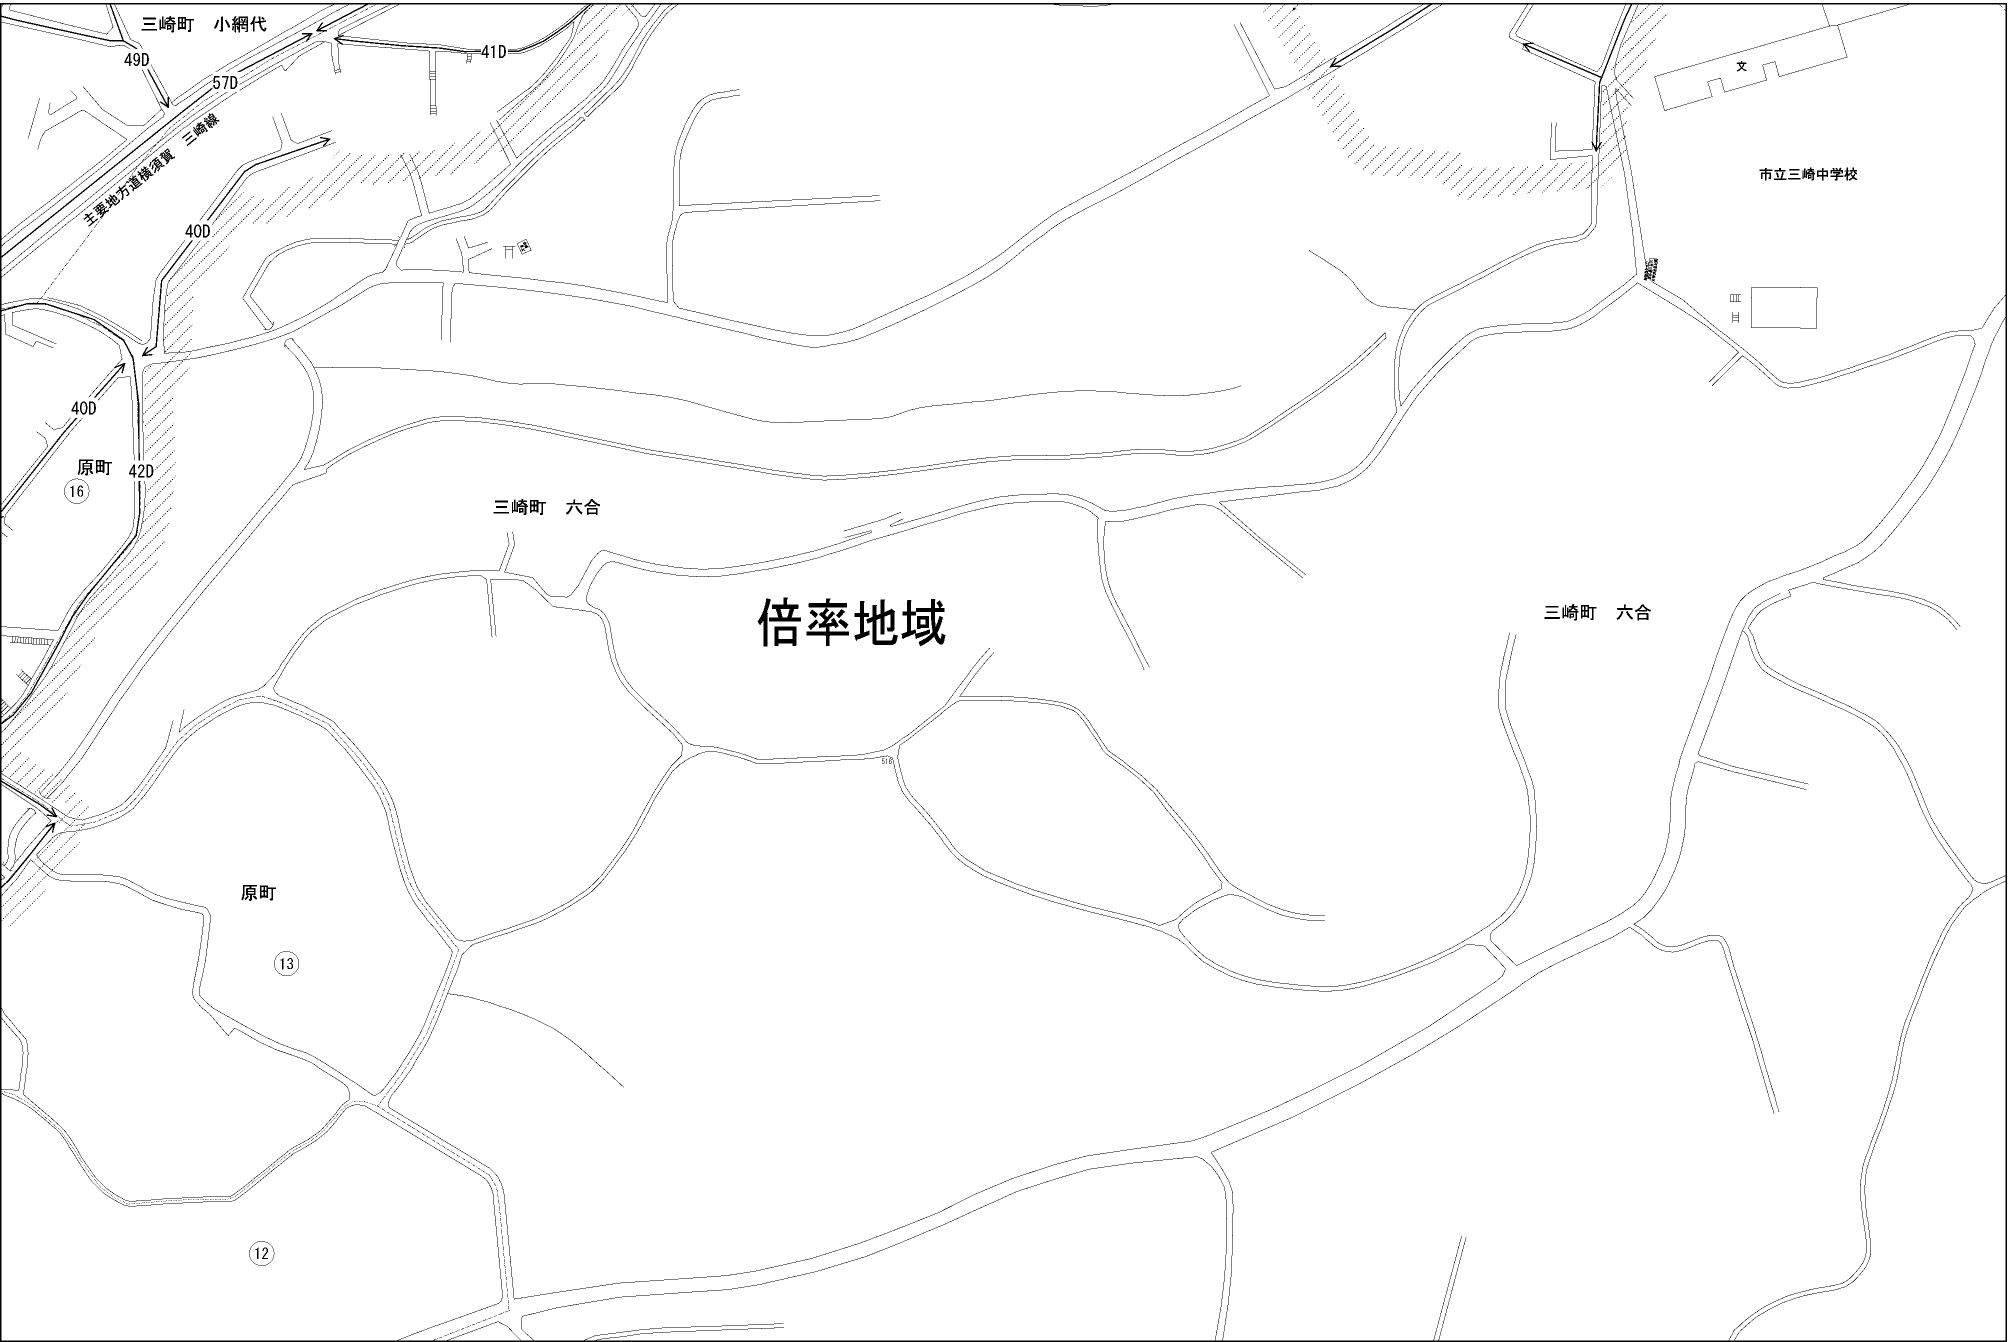 三崎町　小網代
49D
57D
41D
主要地方道横須賀　三崎線
文
市立三崎中学校
40D
40D
原町
42D
16
三崎町　六合
倍率地域
三崎町　六合
516
原町
13
12